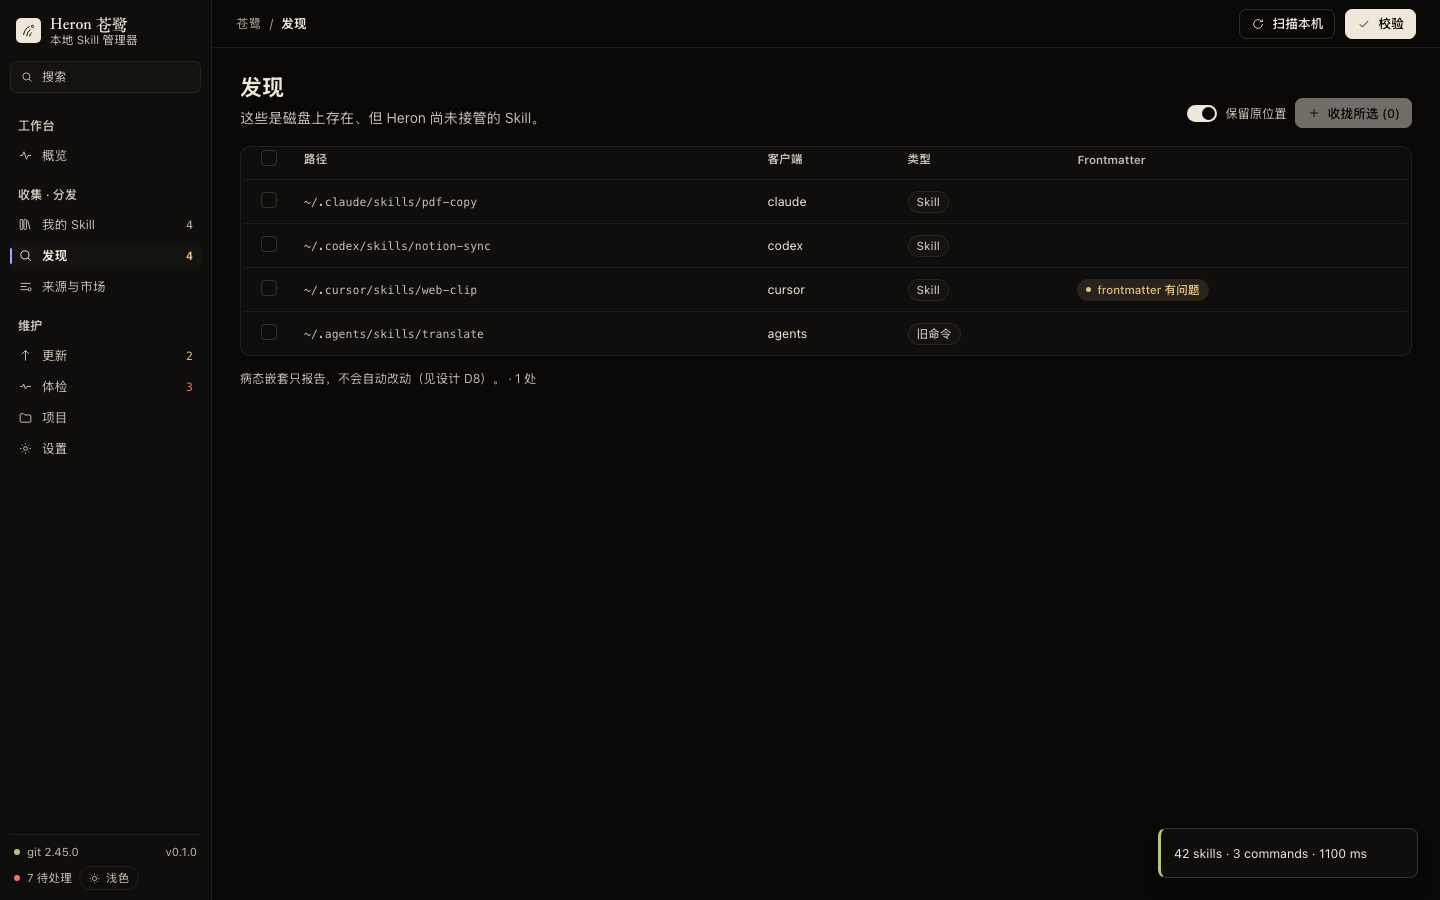 Heron 苍鹭
本地 Skill 管理器
搜索
工作台
概览
收集 · 分发
我的 Skill 4
发现 4
来源与市场
维护
更新 2
体检 3
项目
设置
git 2.45.0 v0.1.0
7 待处理 浅色
苍鹭 / 发现
扫描本机 校验
发现
这些是磁盘上存在、但 Heron 尚未接管的 Skill。
保留原位置 + 收拢所选 (0)
路径 客户端 类型 Frontmatter
~/.claude/skills/pdf-copy claude Skill
~/.codex/skills/notion-sync codex Skill
~/.cursor/skills/web-clip cursor Skill frontmatter 有问题
~/.agents/skills/translate agents 旧命令
病态嵌套只报告，不会自动改动（见设计 D8）。 · 1 处
42 skills · 3 commands · 1100 ms